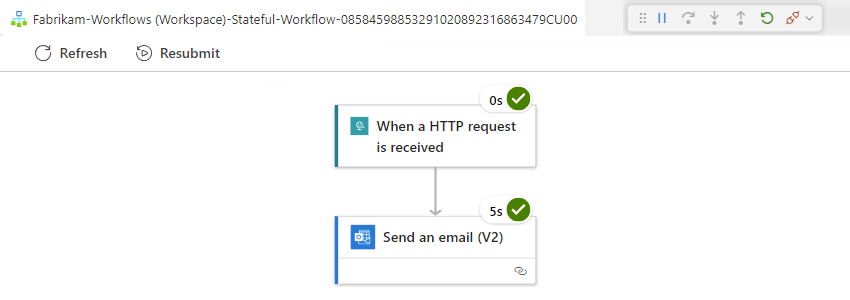 Fabrikam-Workflows (Workspace)-Stateful-Workflow-08584598853291020892316863479CU00
Refresh Resubmit
0s
When a HTTP request
is received
5s
Send an email (V2)